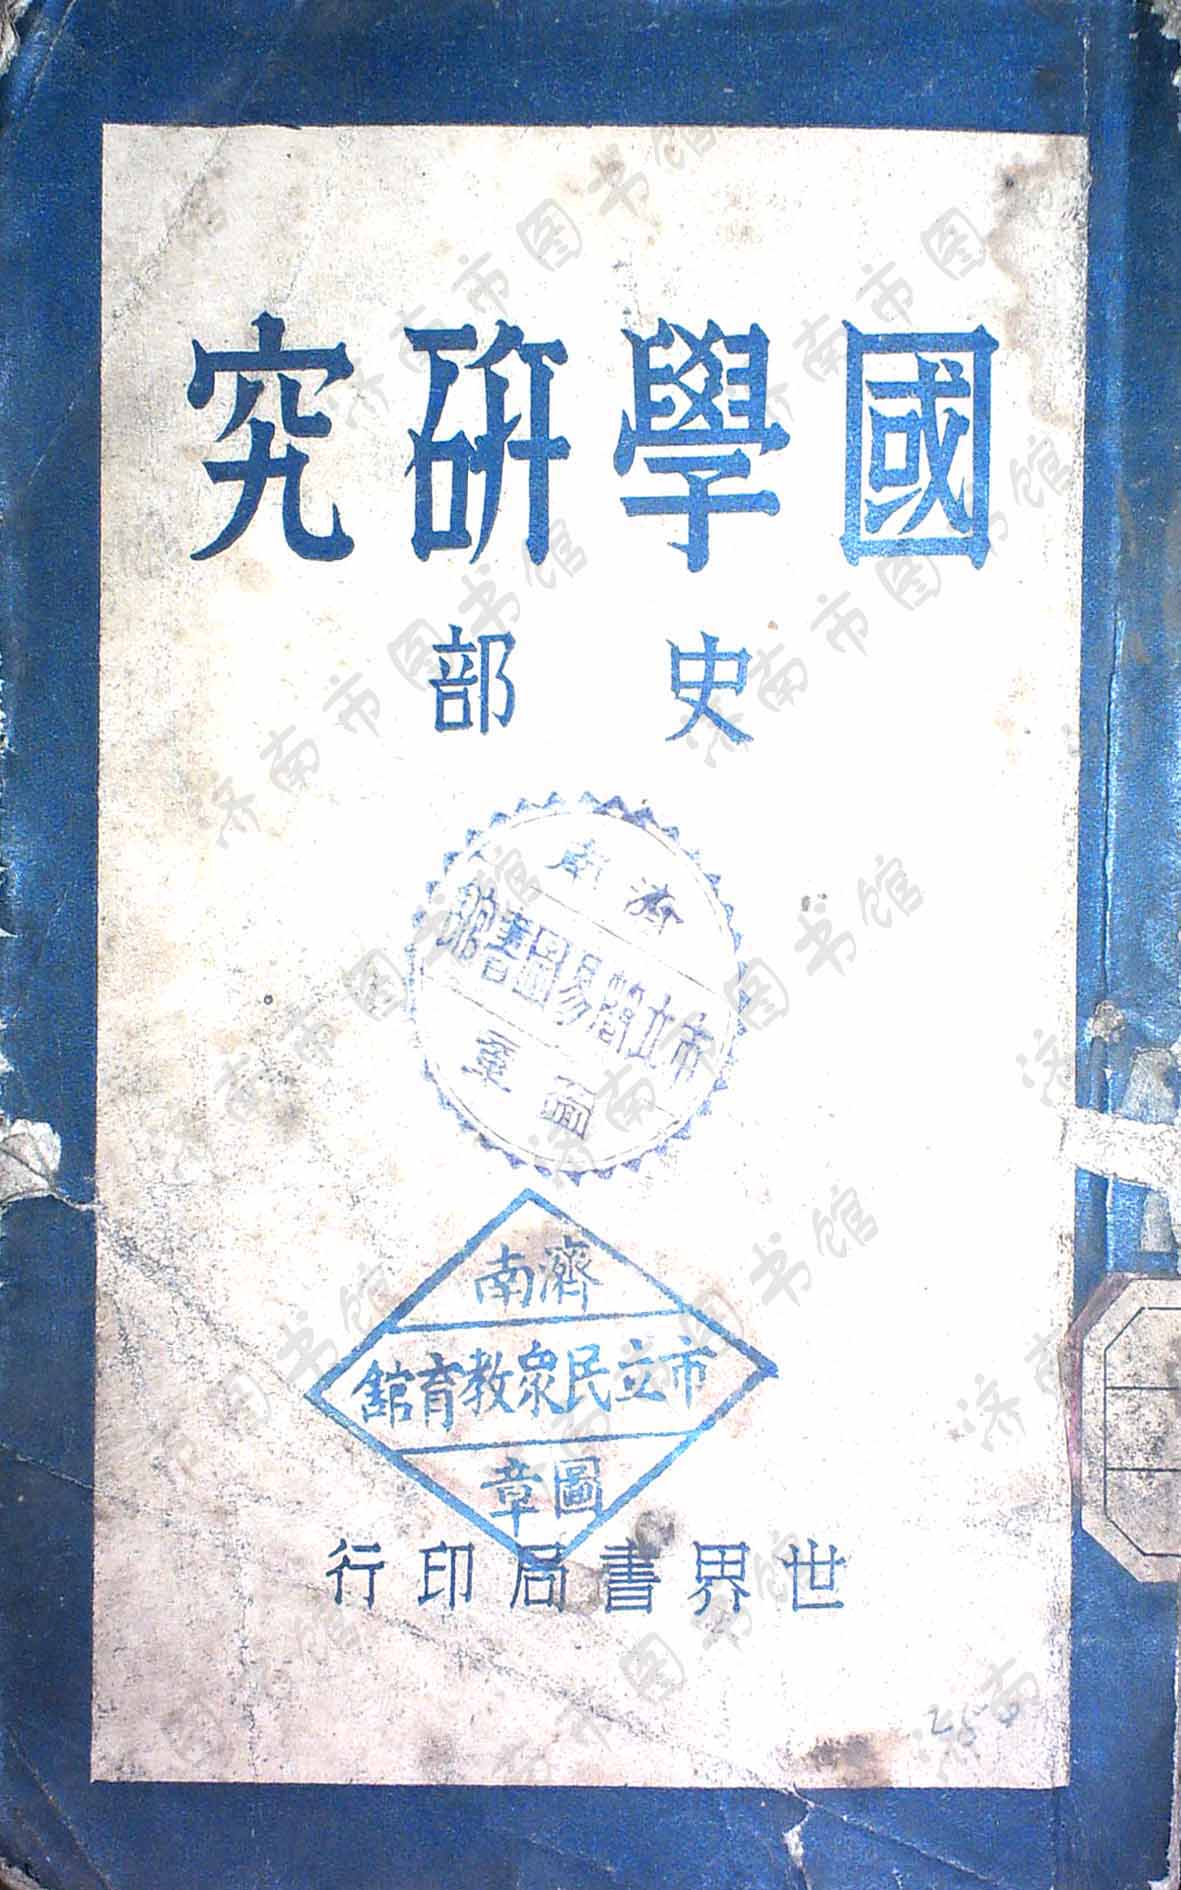 國學研究
史部
濟南
市立簡易圖書館
圖章
濟南
市立民衆教育館
圖章
世界書局印行
济南市图书馆